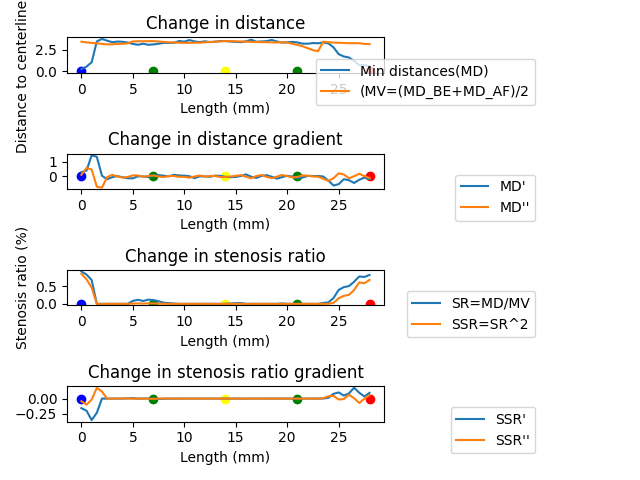 Change in distance
Distance to centerline
2.5
0.0
0 5 10 15 20 25
Length (mm)
Min distances(MD)
(MV=(MD_BE+MD_AF)/2
Change in distance gradient
1
0
0 5 10 15 20 25
Length (mm)
MD'
MD''
Change in stenosis ratio
Stenosis ratio (%)
0.5
0.0
0 5 10 15 20 25
Length (mm)
SR=MD/MV
SSR=SR^2
Change in stenosis ratio gradient
0.00
−0.25
0 5 10 15 20 25
Length (mm)
SSR'
SSR''